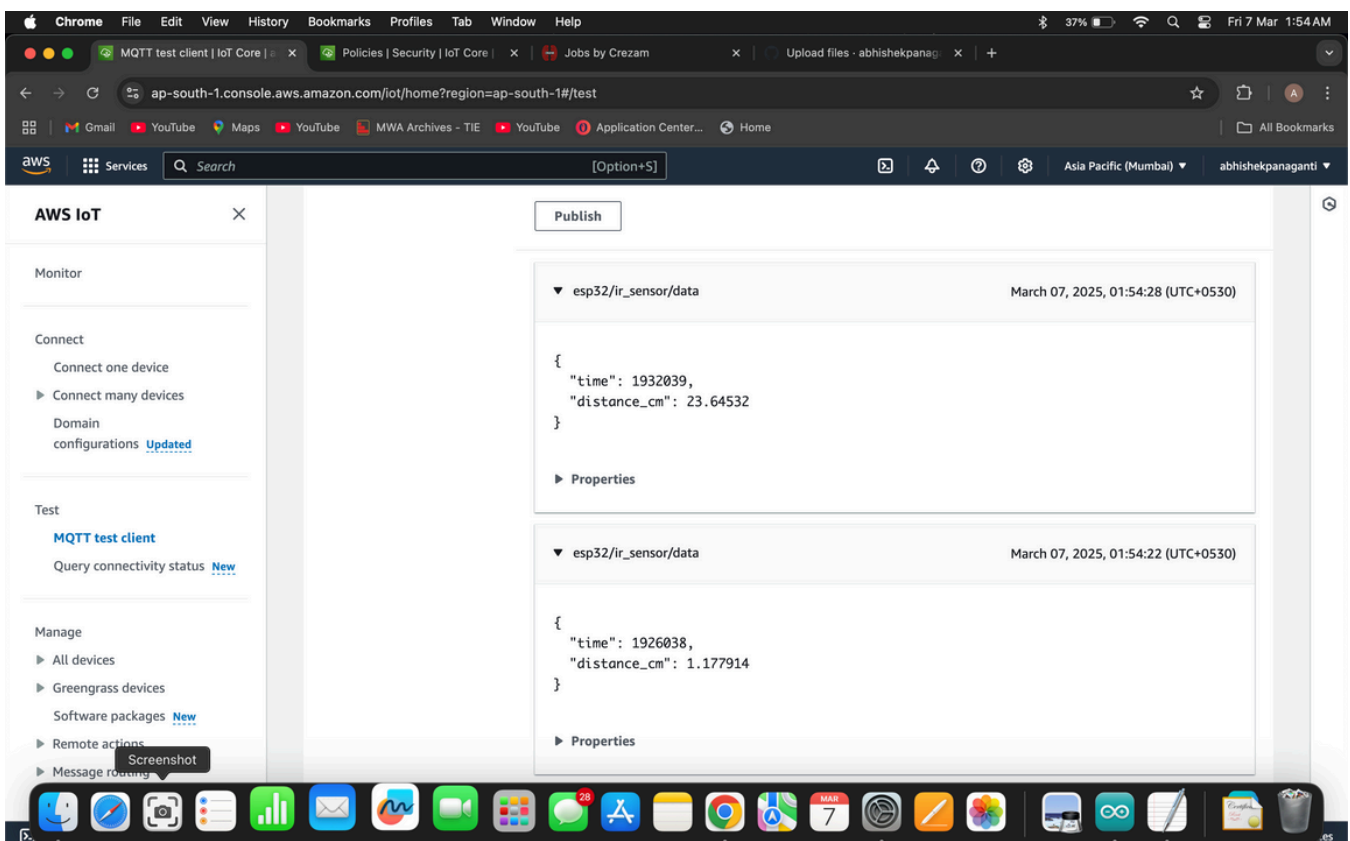 Chrome File Edit View History Bookmarks Profiles Tab Window Help 37% Fri 7 Mar 1:54 AM
MQTT test client | IoT Core | a Policies | Security | IoT Core | Jobs by Crezam Upload files · abhishekpanag
ap-south-1.console.aws.amazon.com/iot/home?region=ap-south-1#/test A
Gmail YouTube Maps YouTube MWA Archives - TIE YouTube Application Center... Home All Bookmarks
aws Services Search [Option+S] Asia Pacific (Mumbai) abhishekpanaganti
AWS IoT
Monitor
Connect
Connect one device
Connect many devices
Domain
configurations Updated
Test
MQTT test client
Query connectivity status New
Manage
All devices
Greengrass devices
Software packages New
Remote actions
Message routing
Screenshot
Publish
esp32/ir_sensor/data March 07, 2025, 01:54:28 (UTC+0530)
{
"time": 1932039,
"distance_cm": 23.64532
}
Properties
esp32/ir_sensor/data March 07, 2025, 01:54:22 (UTC+0530)
{
"time": 1926038,
"distance_cm": 1.177914
}
Properties
28
MAR
7